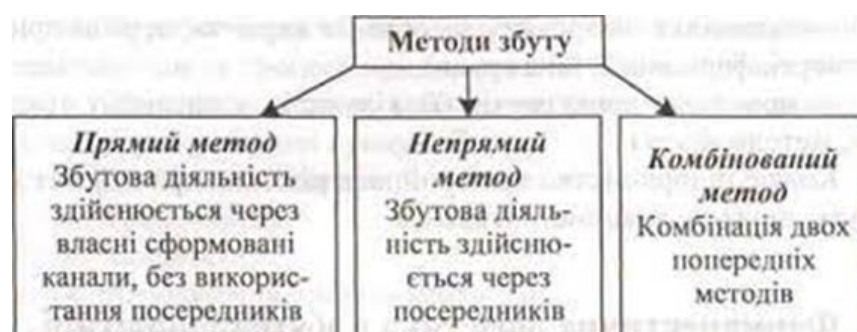 Методи збуту
Прямий метод
Збутова діяльність
здійснюється через
власні сформовані
канали, без викорис-
тання посередників
Непрямий
метод
Збутова діяль-
ність здійсню-
ється через
посередників
Комбінований
метод
Комбінація двох
попередніх
методів